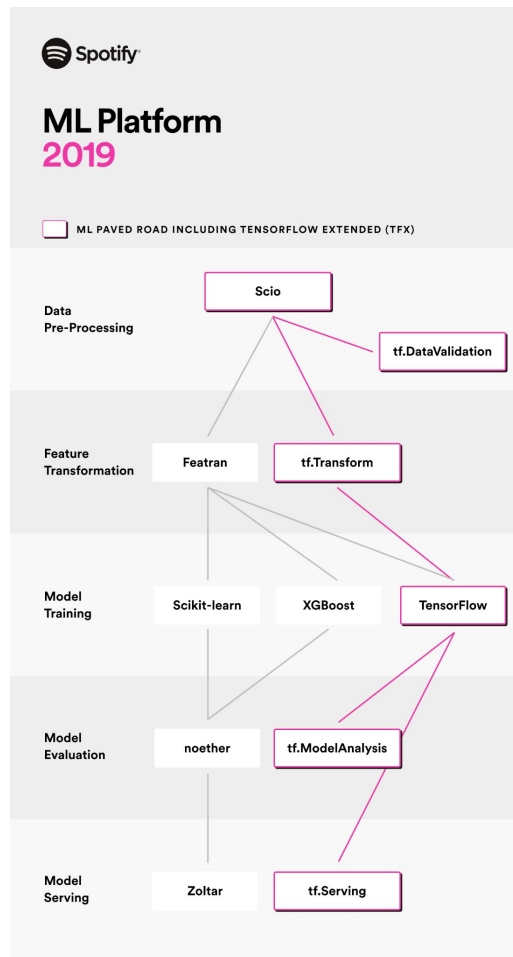 Spotify®
ML Platform
2019
ML PAVED ROAD INCLUDING TENSORFLOW EXTENDED (TFX)
Data
Pre-Processing
Scio
tf.DataValidation
Feature
Transformation
Featran
tf.Transform
Model
Training
Scikit-learn
XGBoost
TensorFlow
Model
Evaluation
noether
tf.ModelAnalysis
Model
Serving
Zoltar
tf.Serving